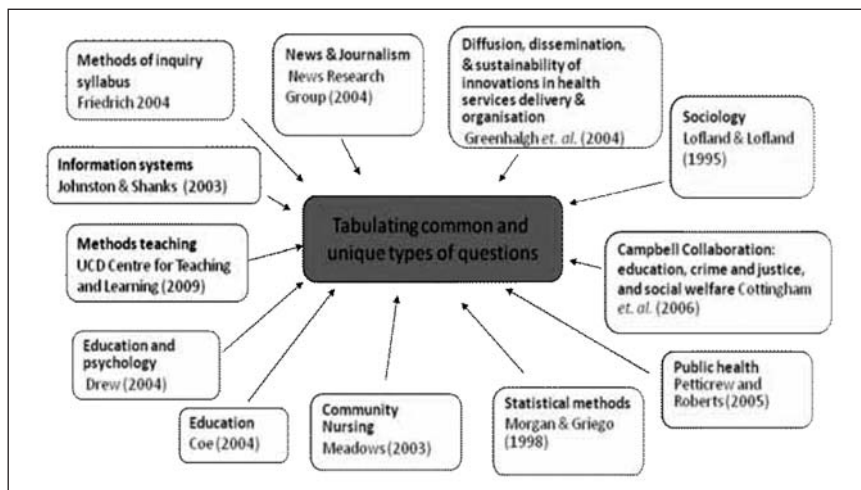 Methods of inquiry
syllabus
Friedrich 2004
News & Journalism
News Research
Group (2004)
Diffusion, dissemination,
& sustainability of
innovations in health
services delivery &
organisation
Greenhalgh et. al. (2004)
Sociology
Lofland & Lofland
(1995)
Information systems
Johnston & Shanks (2003)
Tabulating common and
unique types of questions
Methods teaching
UCD Centre for Teaching
and Learning (2009)
Campbell Collaboration:
education, crime and justice,
and social welfare Cottingham
et. al. (2006)
Education and
psychology
Drew (2004)
Public health
Petticrew and
Roberts (2005)
Education
Coe (2004)
Community
Nursing
Meadows (2003)
Statistical methods
Morgan & Griego
(1998)